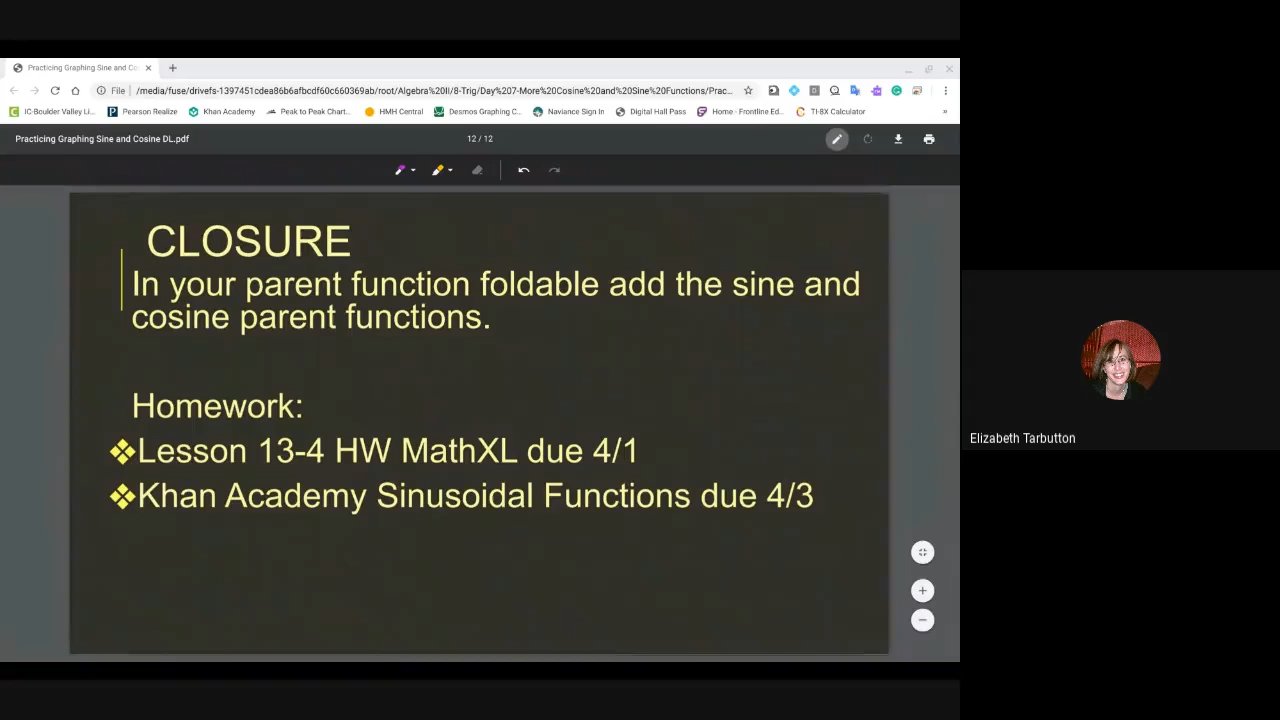 Practicing Graphing Sine and Co
File
/media/fuse/drivefs-1397451cdea86b6afbcdf60c660369ab/root/Algebra%20II/8-Trig/Day%207-More%20Cosine%20and%20Sine%20Functions/Prac...
IC-Boulder Valley Li...
Pearson Realize
Khan Academy
Peak to Peak Chart...
HMH Central
Desmos Graphing C...
Naviance Sign In
Digital Hall Pass
Home - Frontline Ed...
TI-8X Calculator
»
Practicing Graphing Sine and Cosine DL.pdf
12 / 12
CLOSURE
In your parent function foldable add the sine and
cosine parent functions.
Homework:
❖Lesson 13-4 HW MathXL due 4/1
❖Khan Academy Sinusoidal Functions due 4/3
Elizabeth Tarbutton